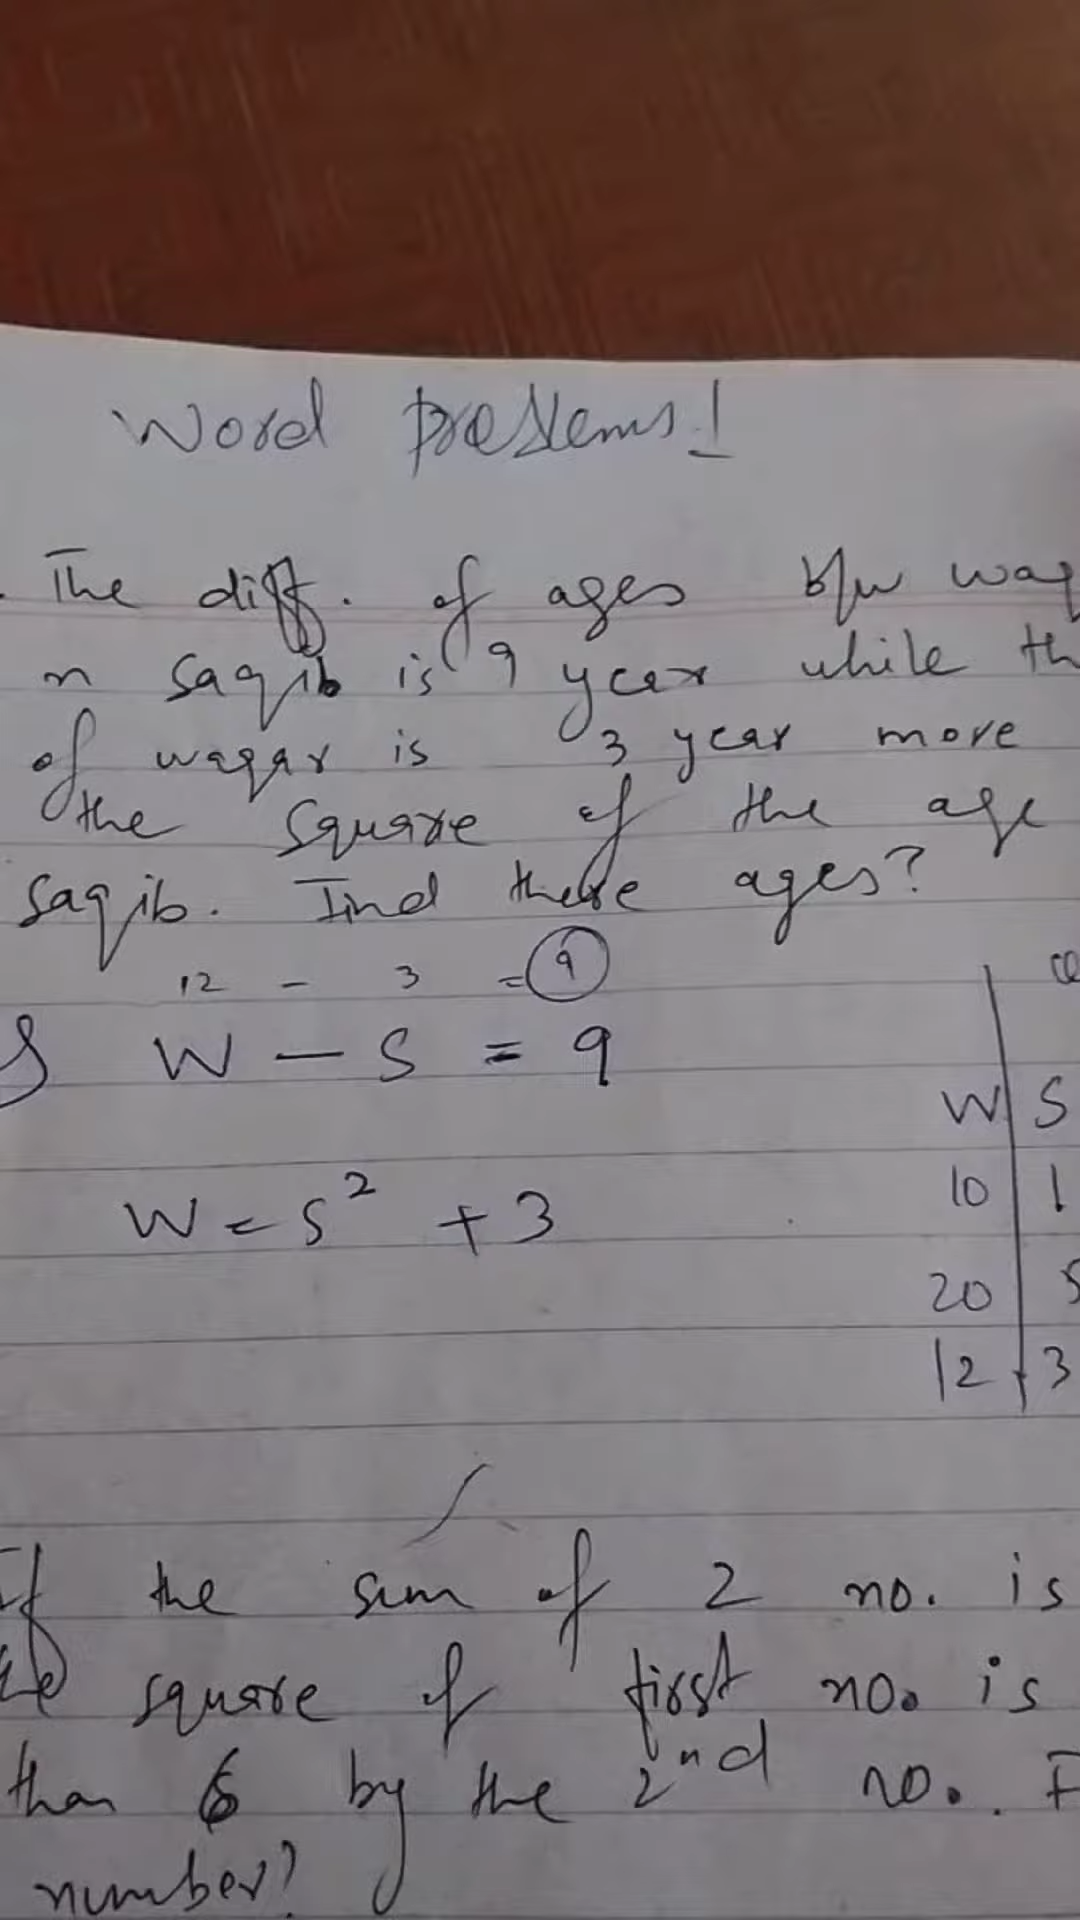 Word Problems!
The diff. of ages b/w waq
n saqib is 9 year while th
of waqar is 3 year more
the square of the age
saqib. Find there ages?
12 - 3 = 9
W - S = 9
W S
W = S² + 3
10 1
20 5
12 3
If the sum of 2 no. is
square of first no. is
than 6 by the 2nd no. F
number?